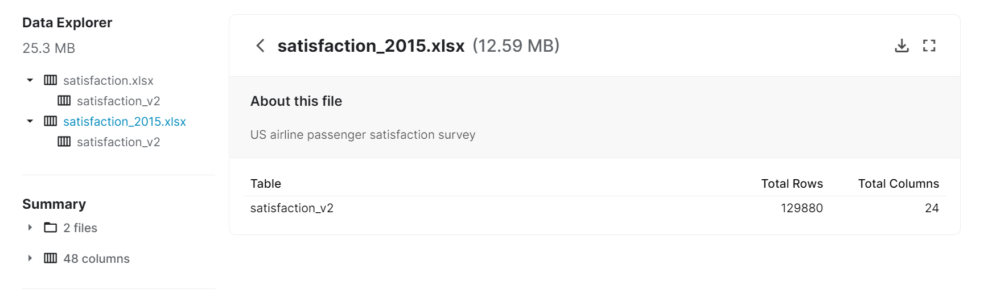 Data Explorer
25.3 MB
satisfaction.xlsx
satisfaction_v2
satisfaction_2015.xlsx
satisfaction_v2
Summary
2 files
48 columns
satisfaction_2015.xlsx (12.59 MB)
About this file
US airline passenger satisfaction survey
Table Total Rows Total Columns
satisfaction_v2 129880 24